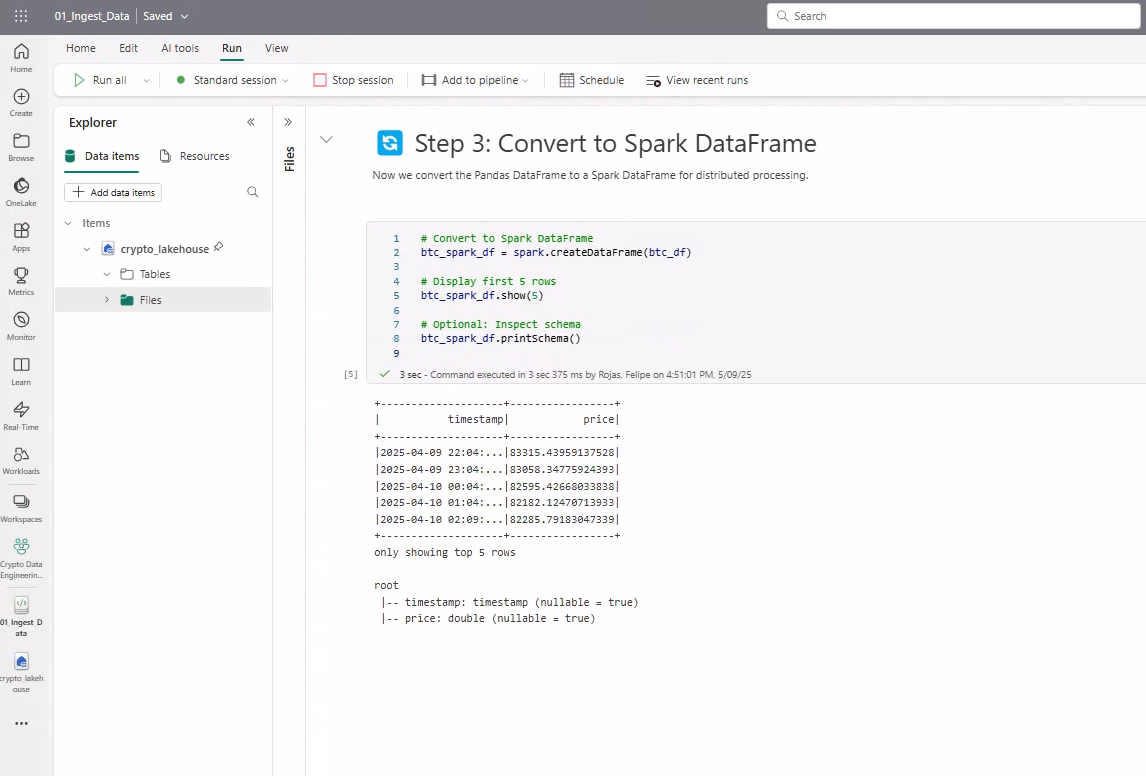 01_Ingest_Data
Saved
Search
Home
Edit
AI tools
Run
View
Run all
Standard session
Stop session
Add to pipeline
Schedule
View recent runs
Home
Create
Browse
OneLake
Apps
Metrics
Monitor
Learn
Real-Time
Workloads
Workspaces
Crypto Data
Engineerin...
01_Ingest_D
ata
crypto_lakeh
ouse
Explorer
Data items
Resources
Add data items
Items
crypto_lakehouse
Tables
Files
Files
Step 3: Convert to Spark DataFrame
Now we convert the Pandas DataFrame to a Spark DataFrame for distributed processing.
1 # Convert to Spark DataFrame
2 btc_spark_df = spark.createDataFrame(btc_df)
3
4 # Display first 5 rows
5 btc_spark_df.show(5)
6
7 # Optional: Inspect schema
8 btc_spark_df.printSchema()
9
[5]
3 sec - Command executed in 3 sec 375 ms by Rojas, Felipe on 4:51:01 PM, 5/09/25
+--------------------+-----------------+
|           timestamp|            price|
+--------------------+-----------------+
|2025-04-09 22:04:...|83315.43959137528|
|2025-04-09 23:04:...|83058.34775924393|
|2025-04-10 00:04:...|82595.42668033838|
|2025-04-10 01:04:...|82182.12470713933|
|2025-04-10 02:09:...|82285.79183047339|
+--------------------+-----------------+
only showing top 5 rows
root
 |-- timestamp: timestamp (nullable = true)
 |-- price: double (nullable = true)